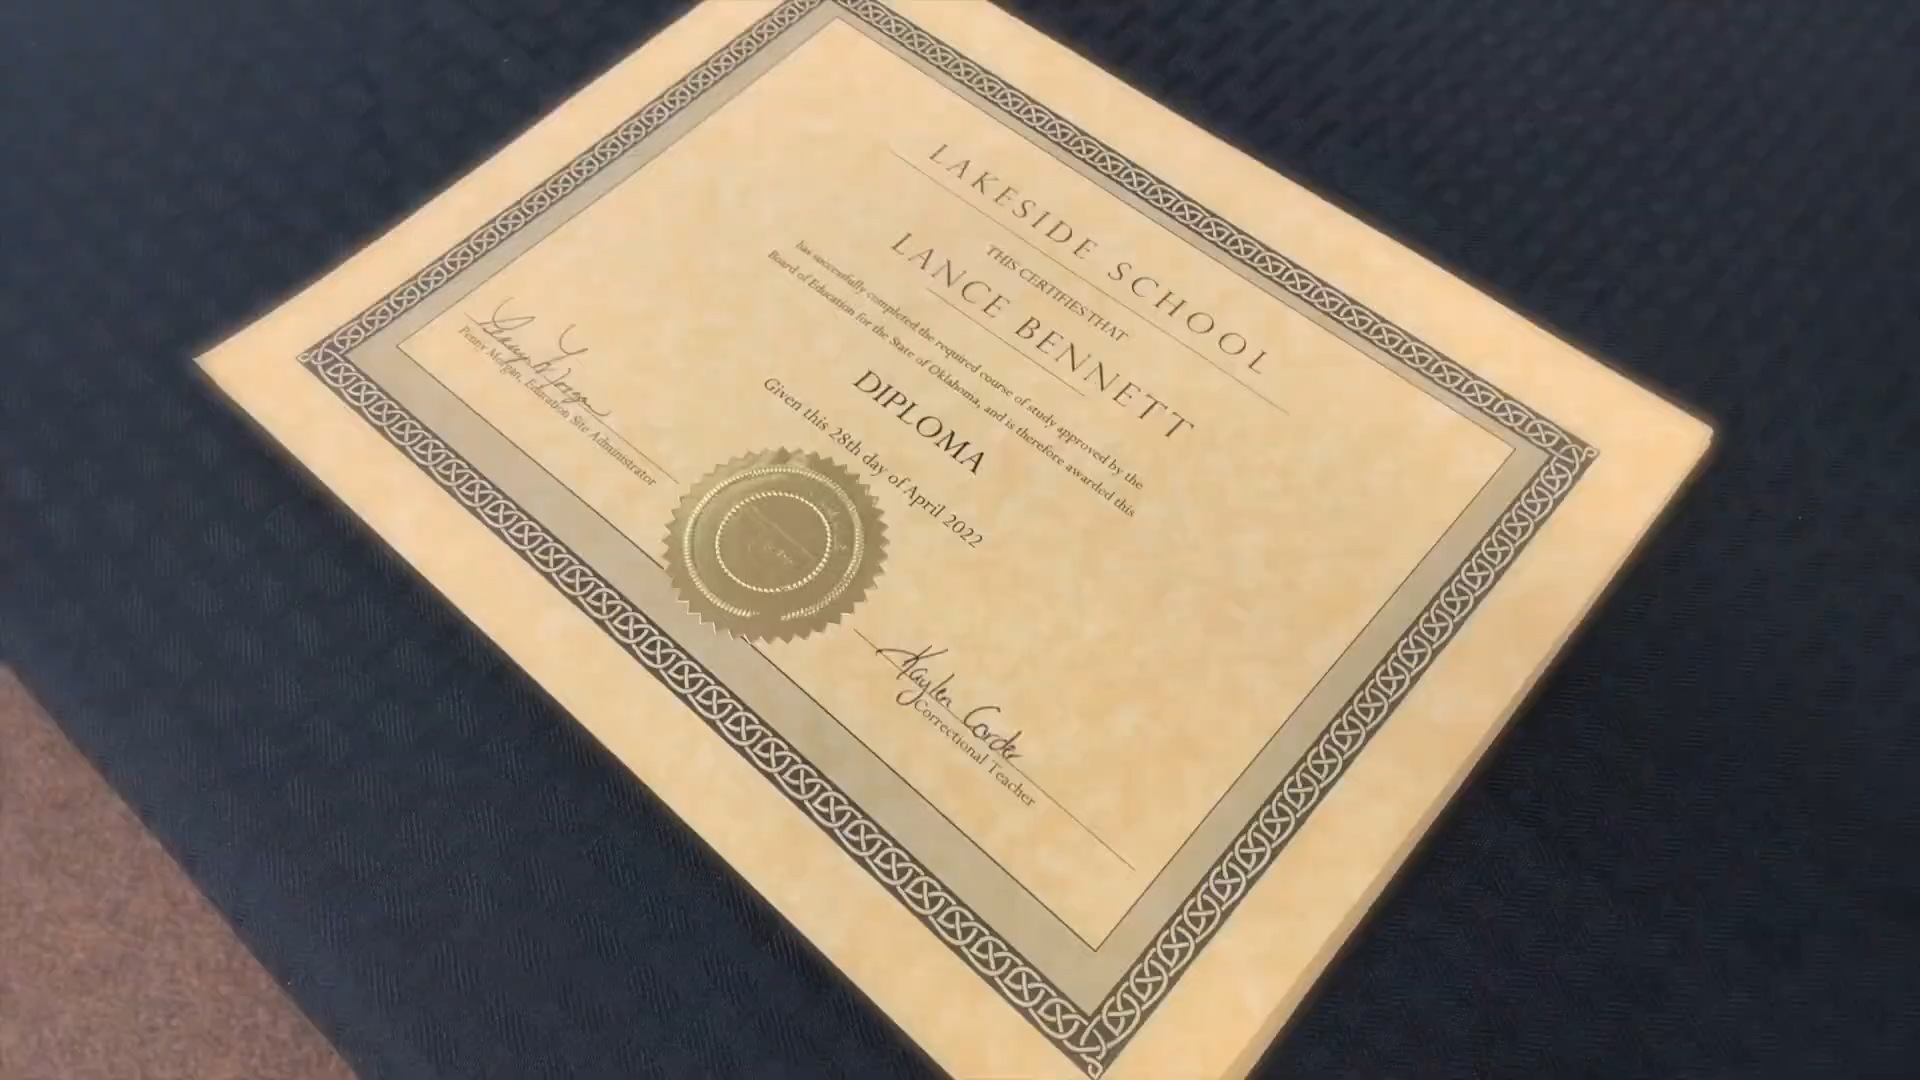 LAKESIDE SCHOOL
THIS CERTIFIES THAT
LANCE BENNETT
has successfully completed the required course of study approved by the
Board of Education for the State of Oklahoma, and is therefore awarded this
DIPLOMA
Given this 28th day of April 2022
Penny Morgan, Education Site Administrator
Kaylen Corder
Correctional Teacher